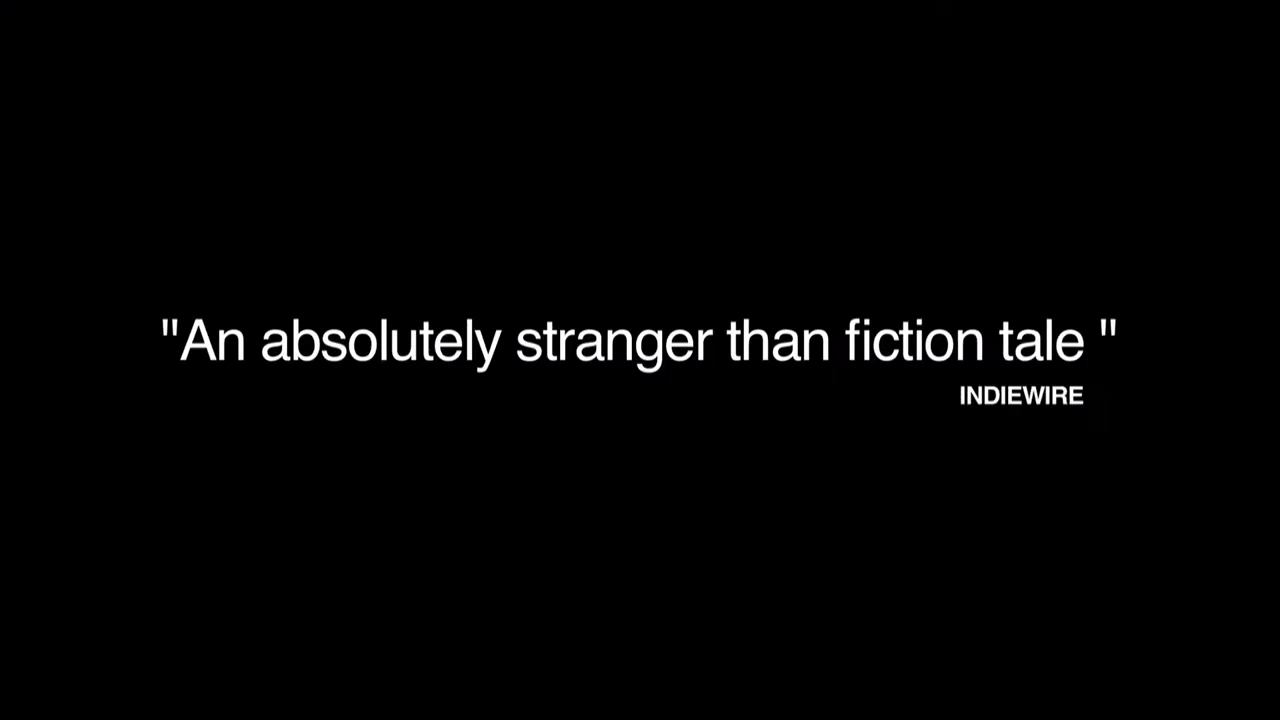 "An absolutely stranger than fiction tale "
INDIEWIRE